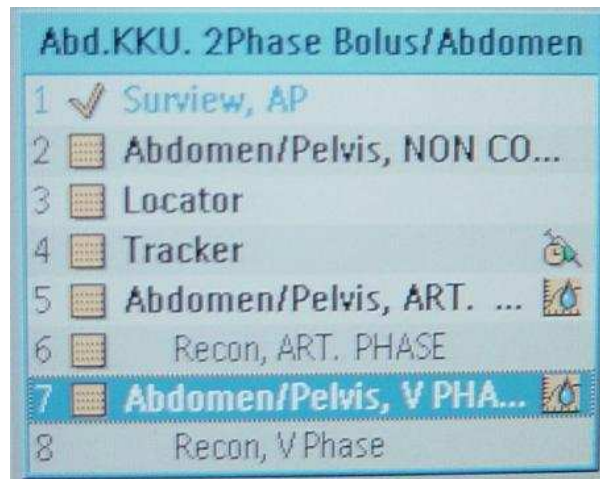 Abd.KKU. 2Phase Bolus/Abdomen
1 Surview, AP
2 Abdomen/Pelvis, NON CO...
3 Locator
4 Tracker
5 Abdomen/Pelvis, ART. ...
6 Recon, ART. PHASE
7 Abdomen/Pelvis, V PHA...
8 Recon, V Phase